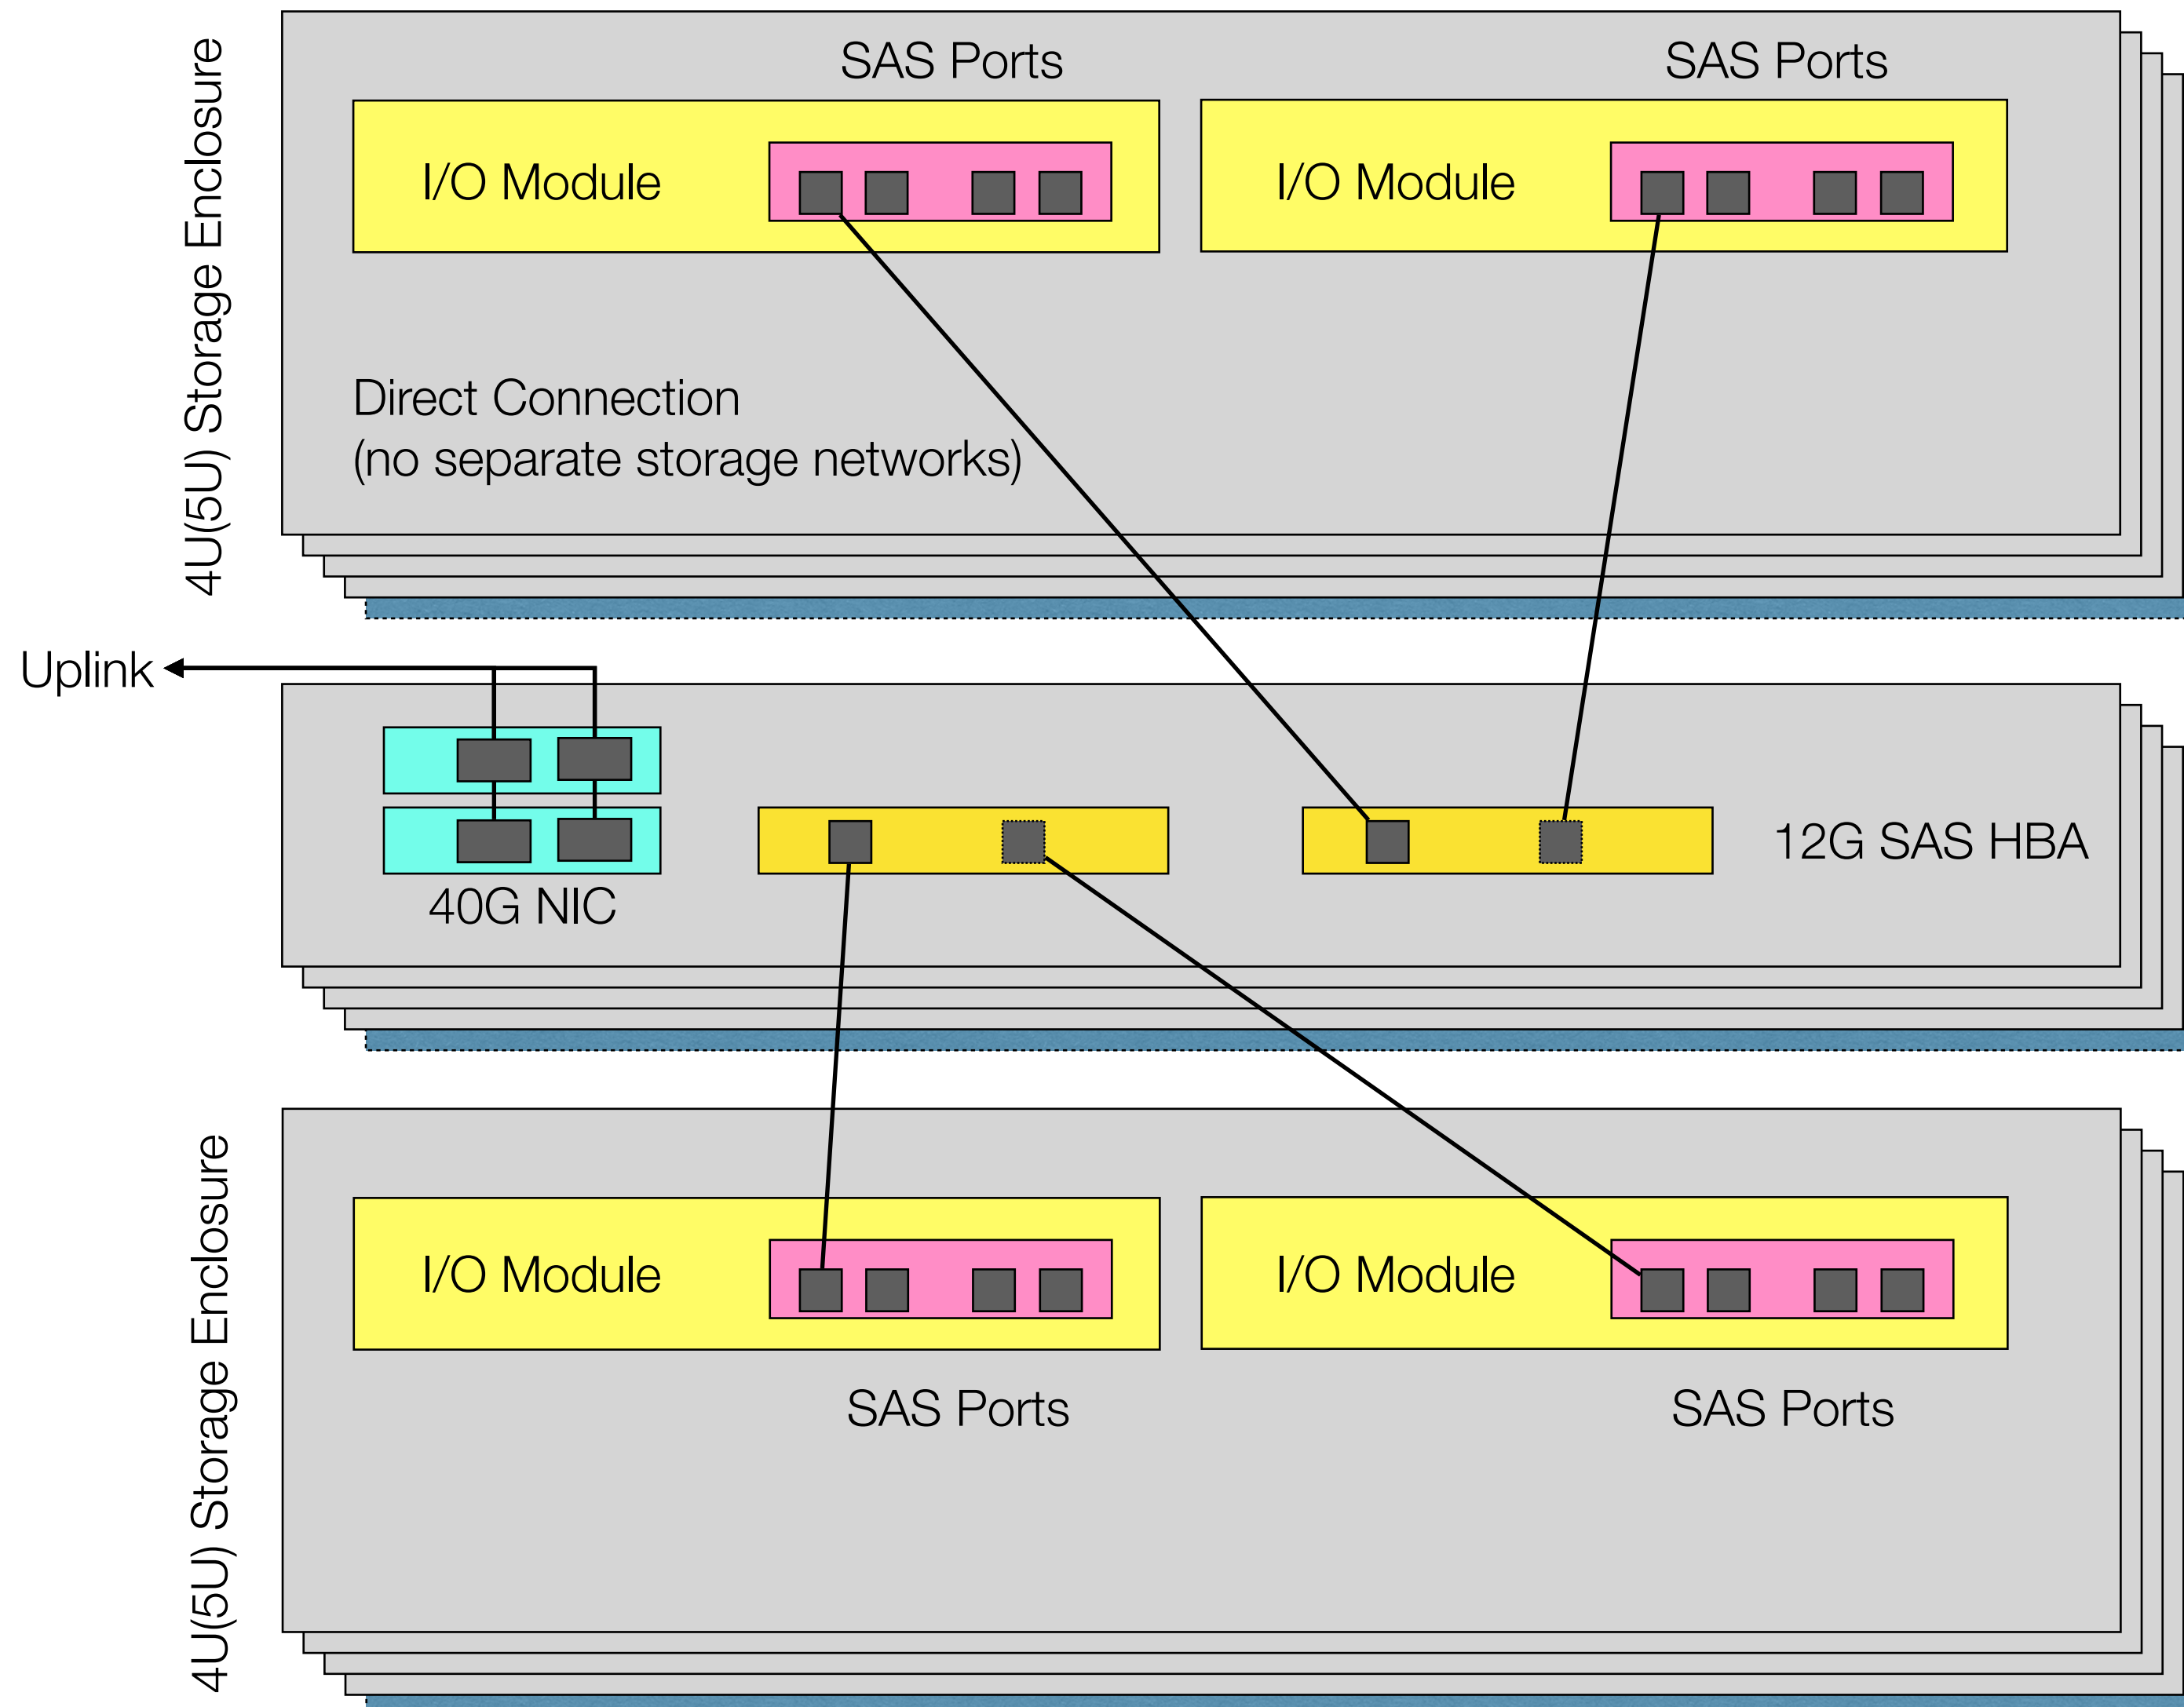 4U(5U) Storage Enclosure
SAS Ports
SAS Ports
I/O Module
I/O Module
Direct Connection
(no separate storage networks)
Uplink
40G NIC
12G SAS HBA
4U(5U) Storage Enclosure
I/O Module
I/O Module
SAS Ports
SAS Ports